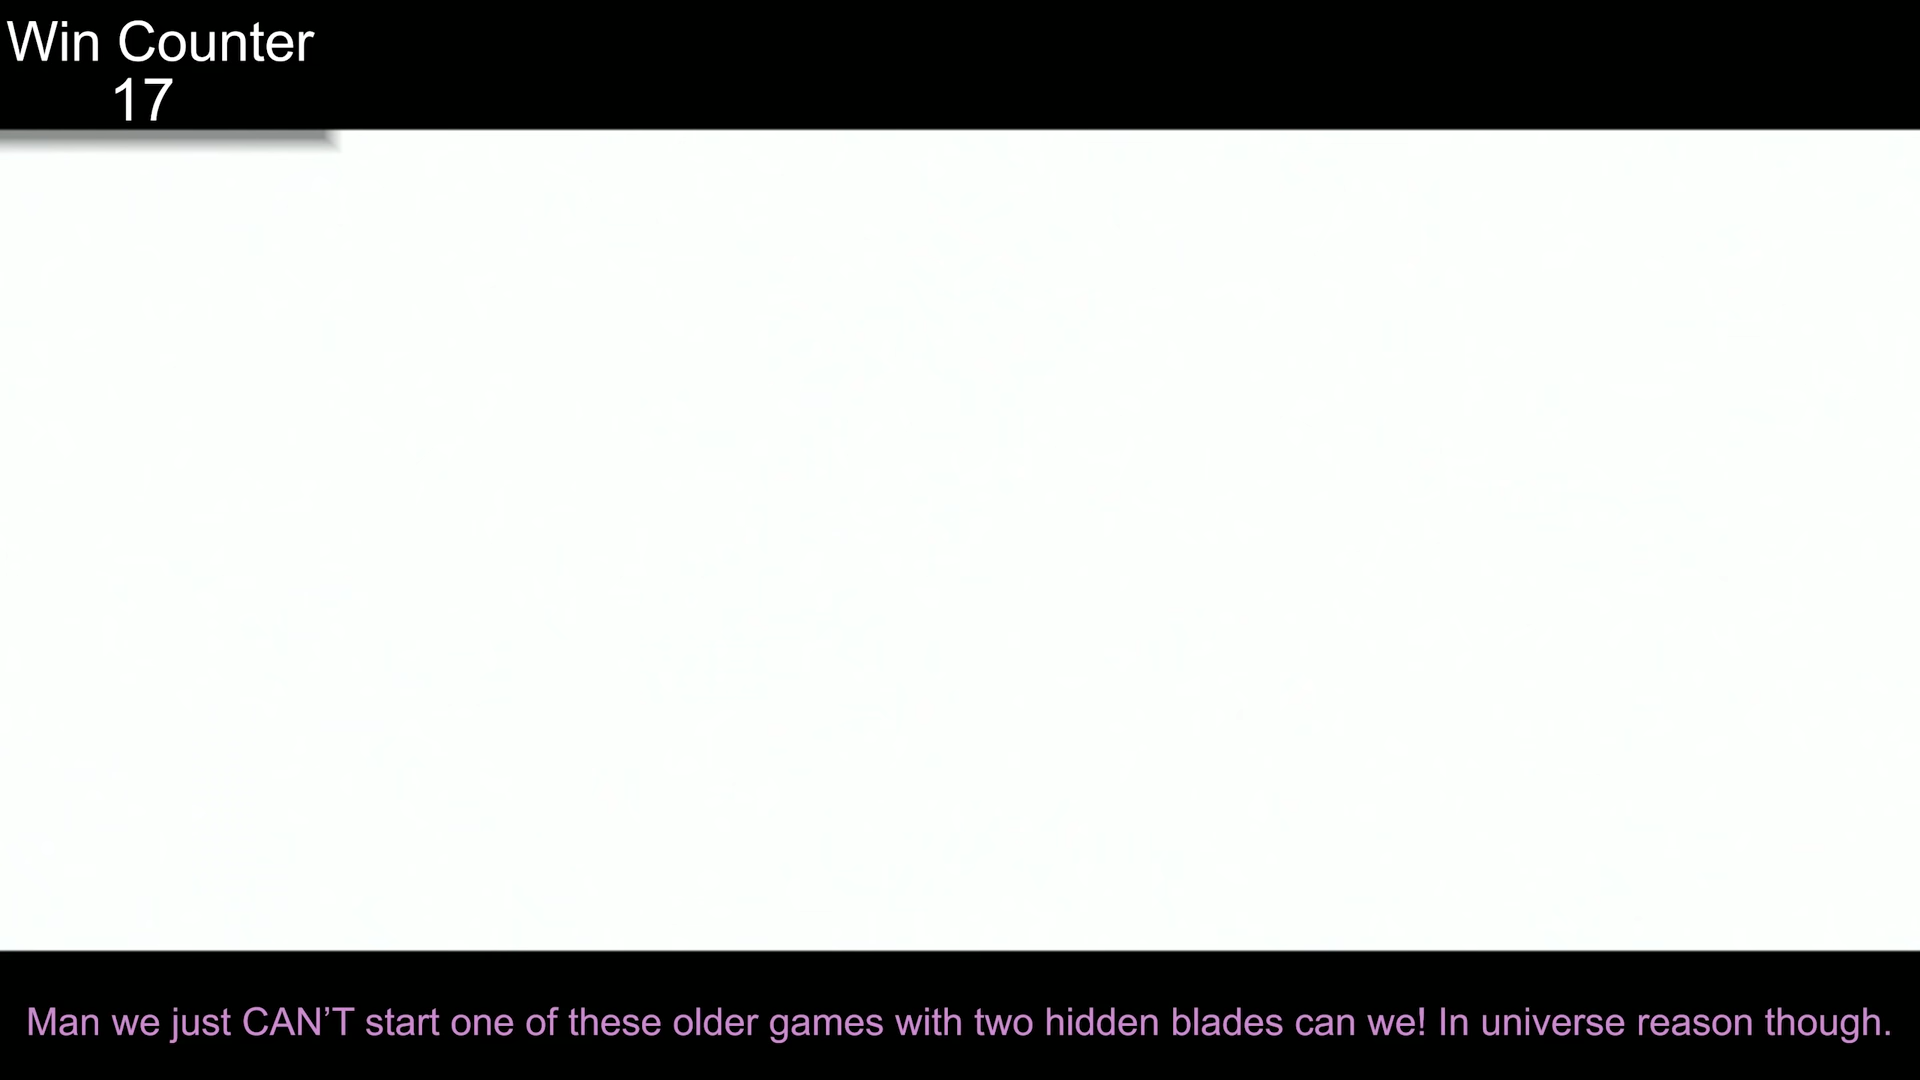 Win Counter
17
Man we just CAN’T start one of these older games with two hidden blades can we! In universe reason though.